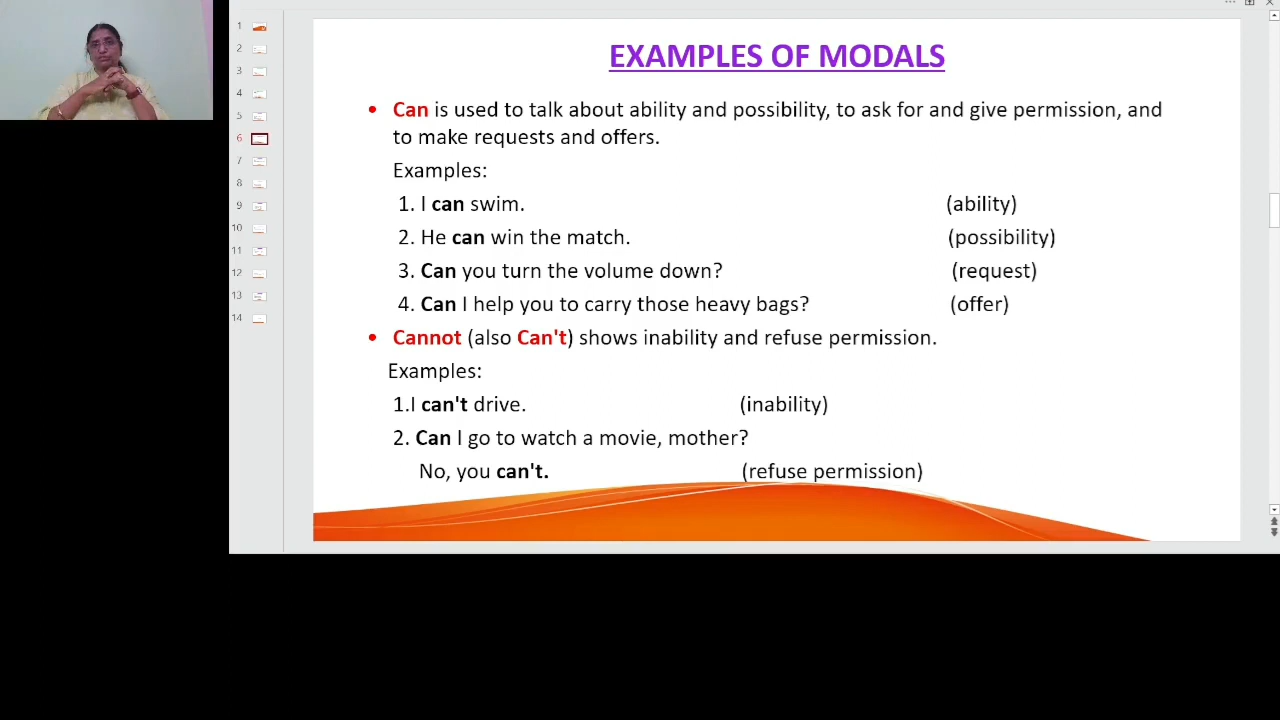 1
2
3
4
5
6
7
8
9
10
11
12
13
14
EXAMPLES OF MODALS
• Can is used to talk about ability and possibility, to ask for and give permission, and
to make requests and offers.
Examples:
1. I can swim. (ability)
2. He can win the match. (possibility)
3. Can you turn the volume down? (request)
4. Can I help you to carry those heavy bags? (offer)
• Cannot (also Can't) shows inability and refuse permission.
Examples:
1.I can't drive. (inability)
2. Can I go to watch a movie, mother?
No, you can't. (refuse permission)